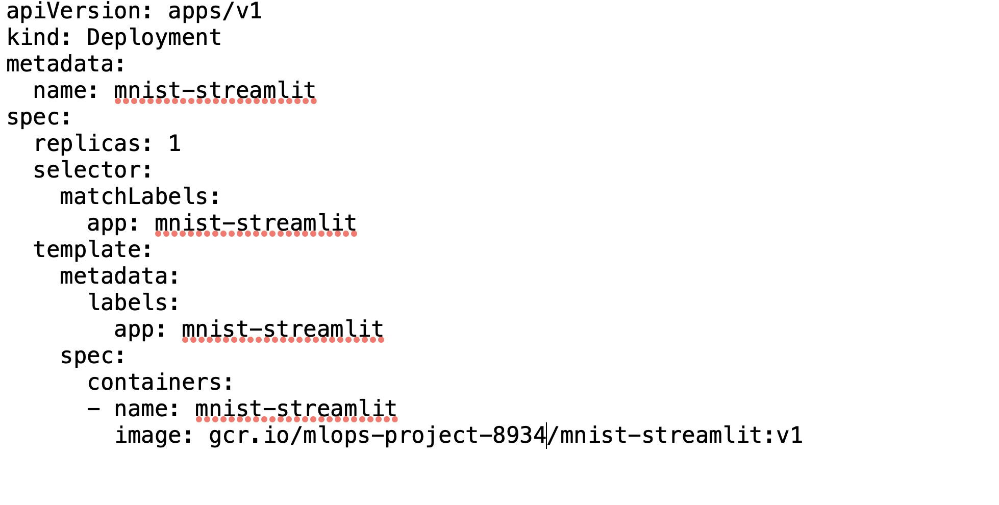 apiVersion: apps/v1
kind: Deployment
metadata:
  name: mnist-streamlit
spec:
  replicas: 1
  selector:
    matchLabels:
      app: mnist-streamlit
  template:
    metadata:
      labels:
        app: mnist-streamlit
    spec:
      containers:
      - name: mnist-streamlit
        image: gcr.io/mlops-project-8934/mnist-streamlit:v1